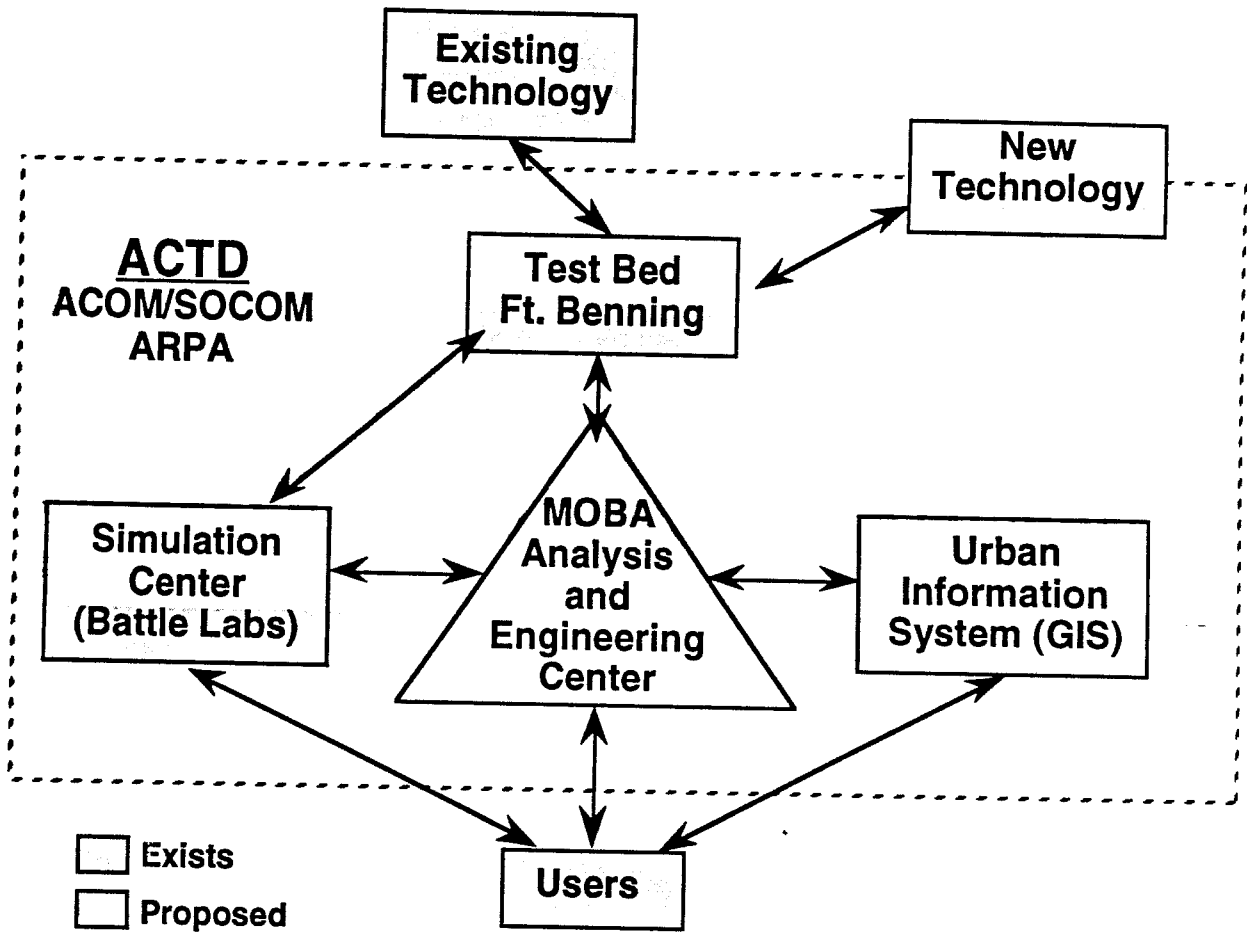 Existing
Technology
New
Technology
ACTD
ACOM/SOCOM
ARPA
Test Bed
Ft. Benning
Simulation
Center
(Battle Labs)
MOBA
Analysis
and
Engineering
Center
Urban
Information
System (GIS)
Users
Exists
Proposed